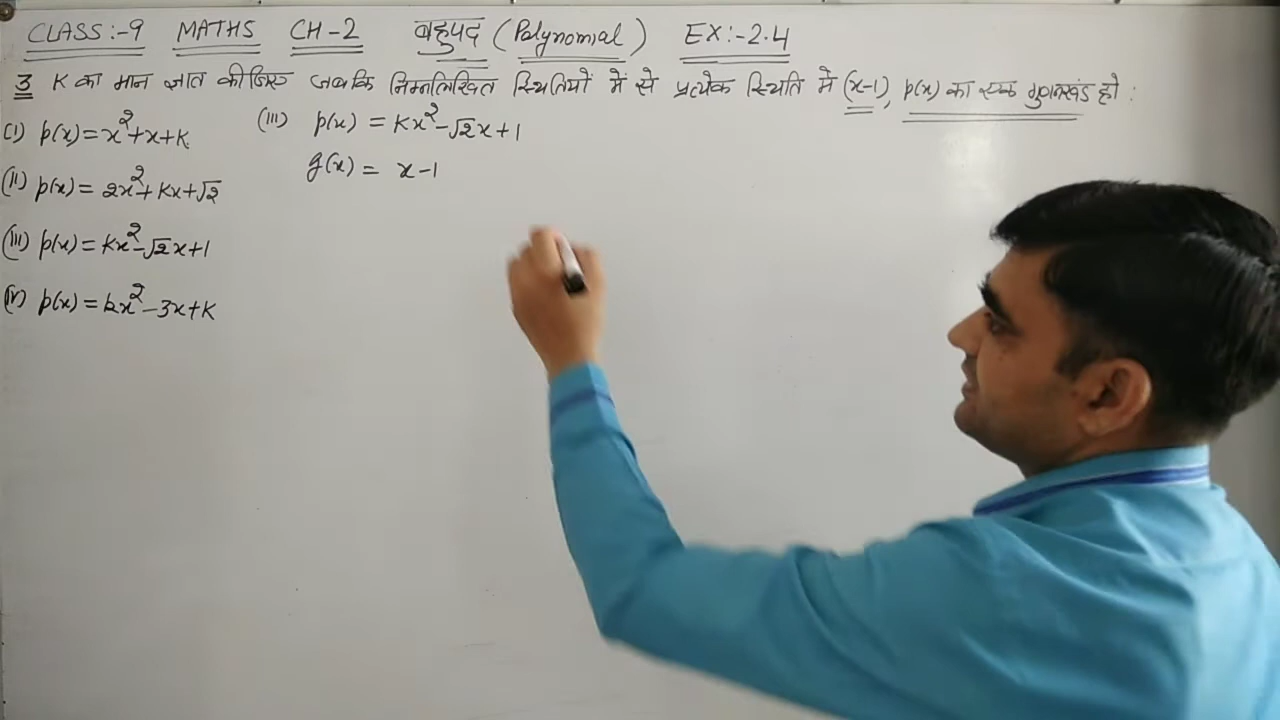 CLASS:-9 MATHS CH-2 बहुपद (Polynomial) EX:-2.4
3 K का मान ज्ञात कीजिए जबकि निम्नलिखित स्थितियों में से प्रत्येक स्थिति में (x-1), p(x) का एक गुणनखंड हो :
(i) p(x)=x²+x+k
(ii) p(x)= 2x²+kx+√2
(iii) p(x)=kx²-√2x+1
(iv) p(x)=kx²-3x+k
(iii) p(x) = kx²-√2x+1
g(x) = x-1